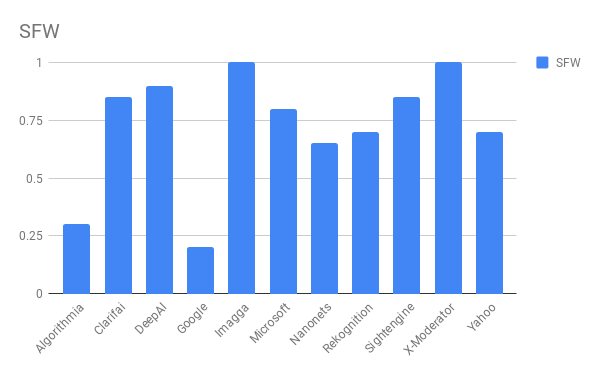 SFW
SFW
1
0.75
0.5
0.25
0
Algorithmia
Clarifai
DeepAI
Google
Imagga
Microsoft
Nanonets
Rekognition
Sightengine
X-Moderator
Yahoo